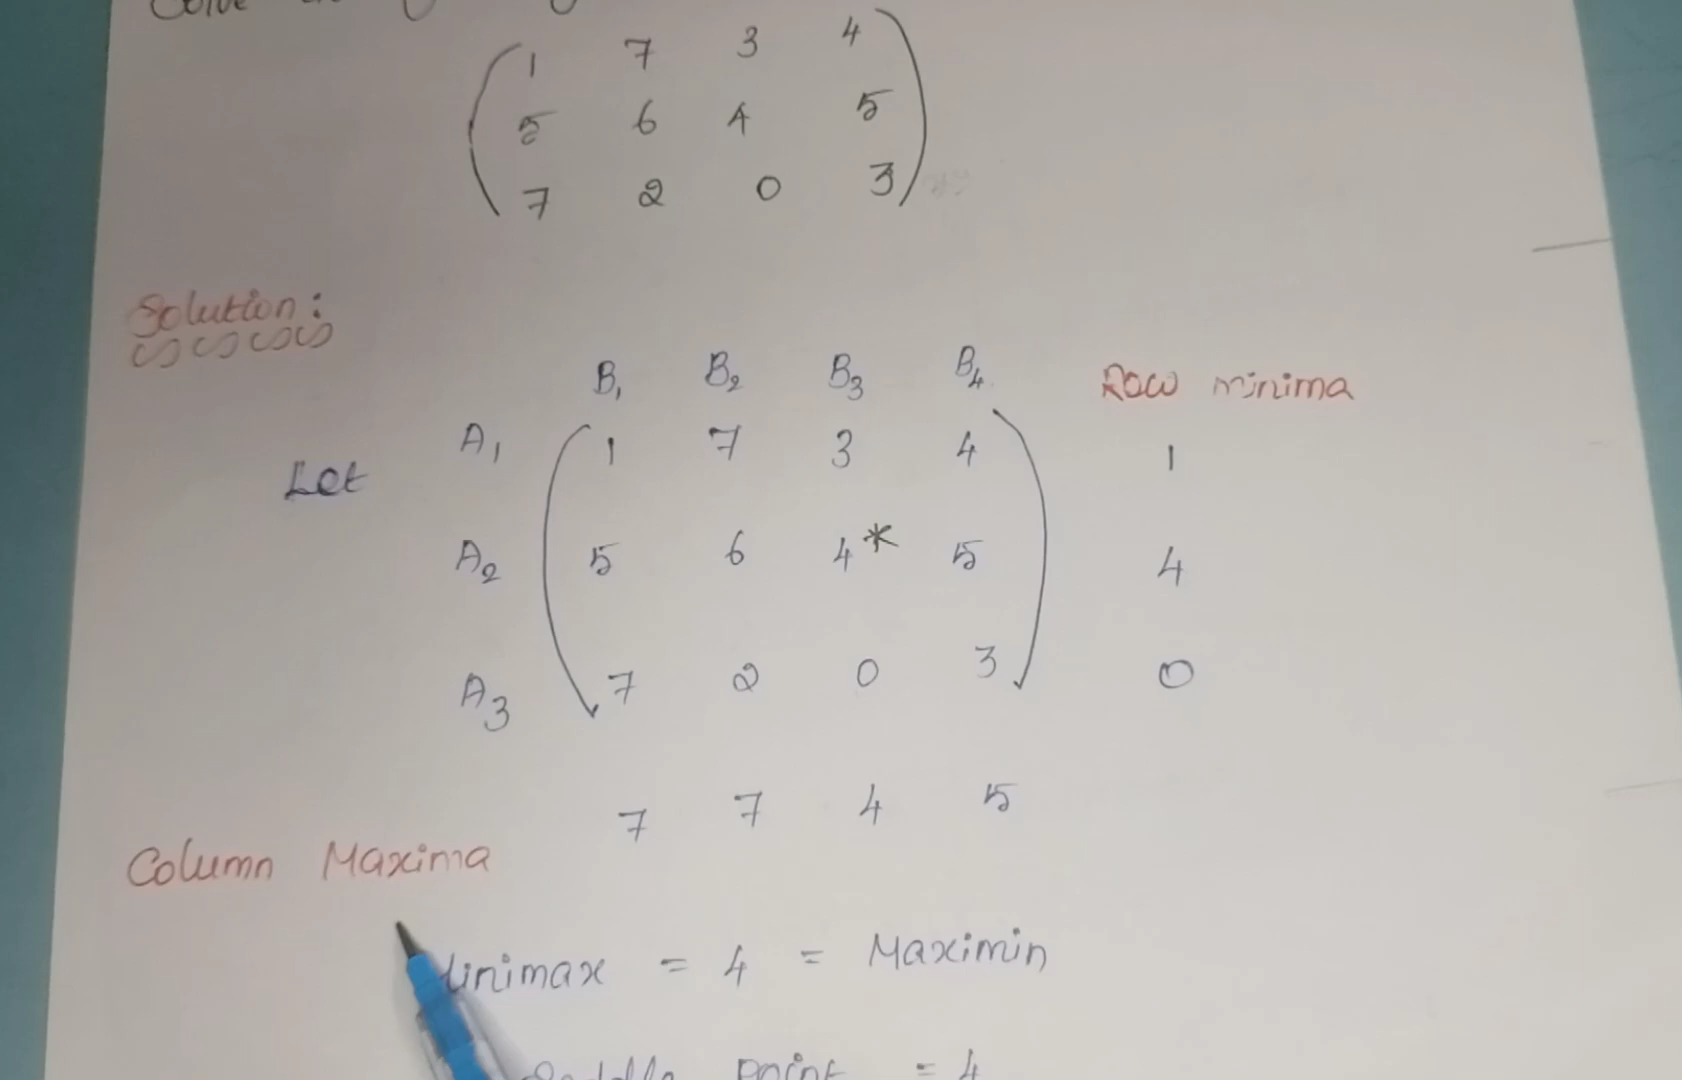 1 7 3 4
5 6 4 5
7 2 0 3
Solution:
B1 B2 B3 B4 Row minima
Let A1 1 7 3 4 1
A2 5 6 4* 5 4
A3 7 2 0 3 0
7 7 4 5
Column Maxima
Minimax = 4 = Maximin
point = 4